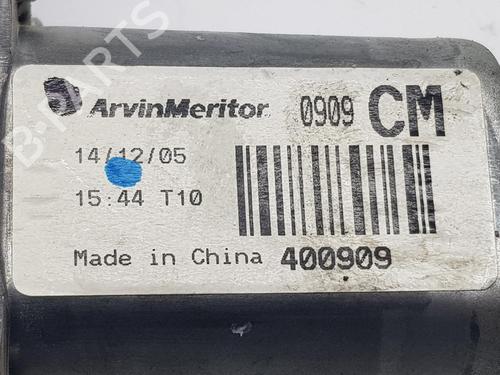 ArvinMeritor 0909 CM
14/12/05
15:44 T10
Made in China 400909
B-PARTS